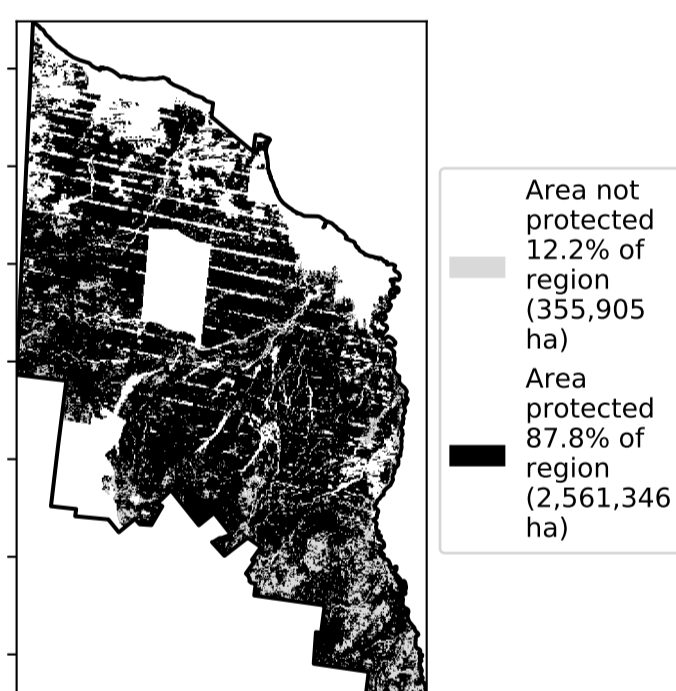 Area not
protected
12.2% of
region
(355,905
ha)
Area
protected
87.8% of
region
(2,561,346
ha)